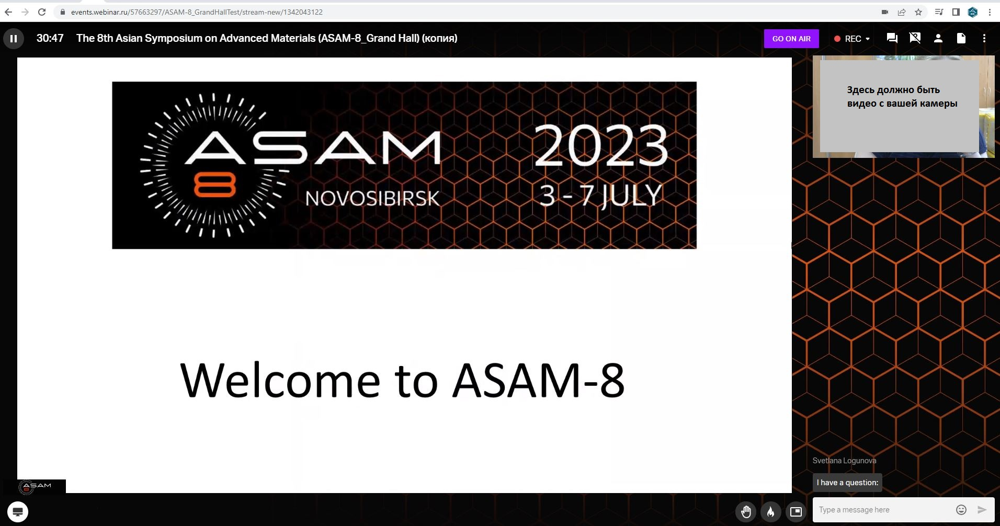 events.webinar.ru/57663297/ASAM-8_GrandHallTest/stream-new/1342043122
30:47 The 8th Asian Symposium on Advanced Materials (ASAM-8_Grand Hall) (копия)
GO ON AIR
REC
Здесь должно быть
видео с вашей камеры
ASAM
8
NOVOSIBIRSK
2023
3 - 7 JULY
Welcome to ASAM-8
ASAM
8
Svetlana Logunova
I have a question:
Type a message here